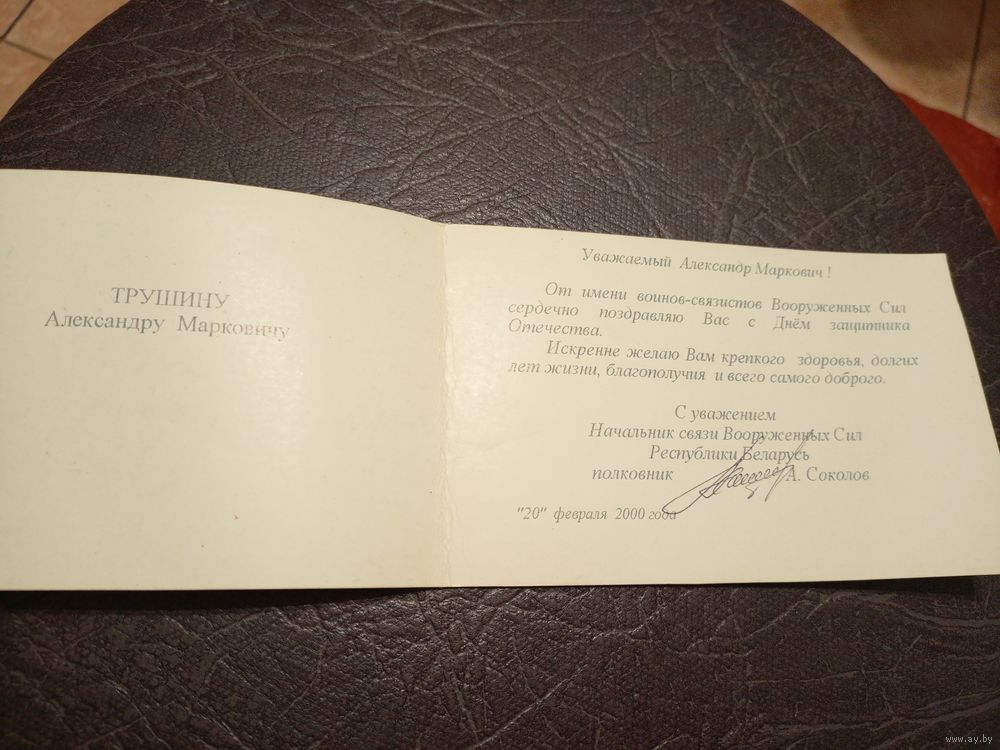 ТРУШИНУ
Александру Марковичу
Уважаемый Александр Маркович !
От имени воинов-связистов Вооруженных Сил
сердечно поздравляю Вас с Днём защитника
Отечества.
Искренне желаю Вам крепкого здоровья, долгих
лет жизни, благополучия и всего самого доброго.
С уважением
Начальник связи Вооруженных Сил
Республики Беларусь
полковник А. Соколов
"20" февраля 2000 года
www.ay.by